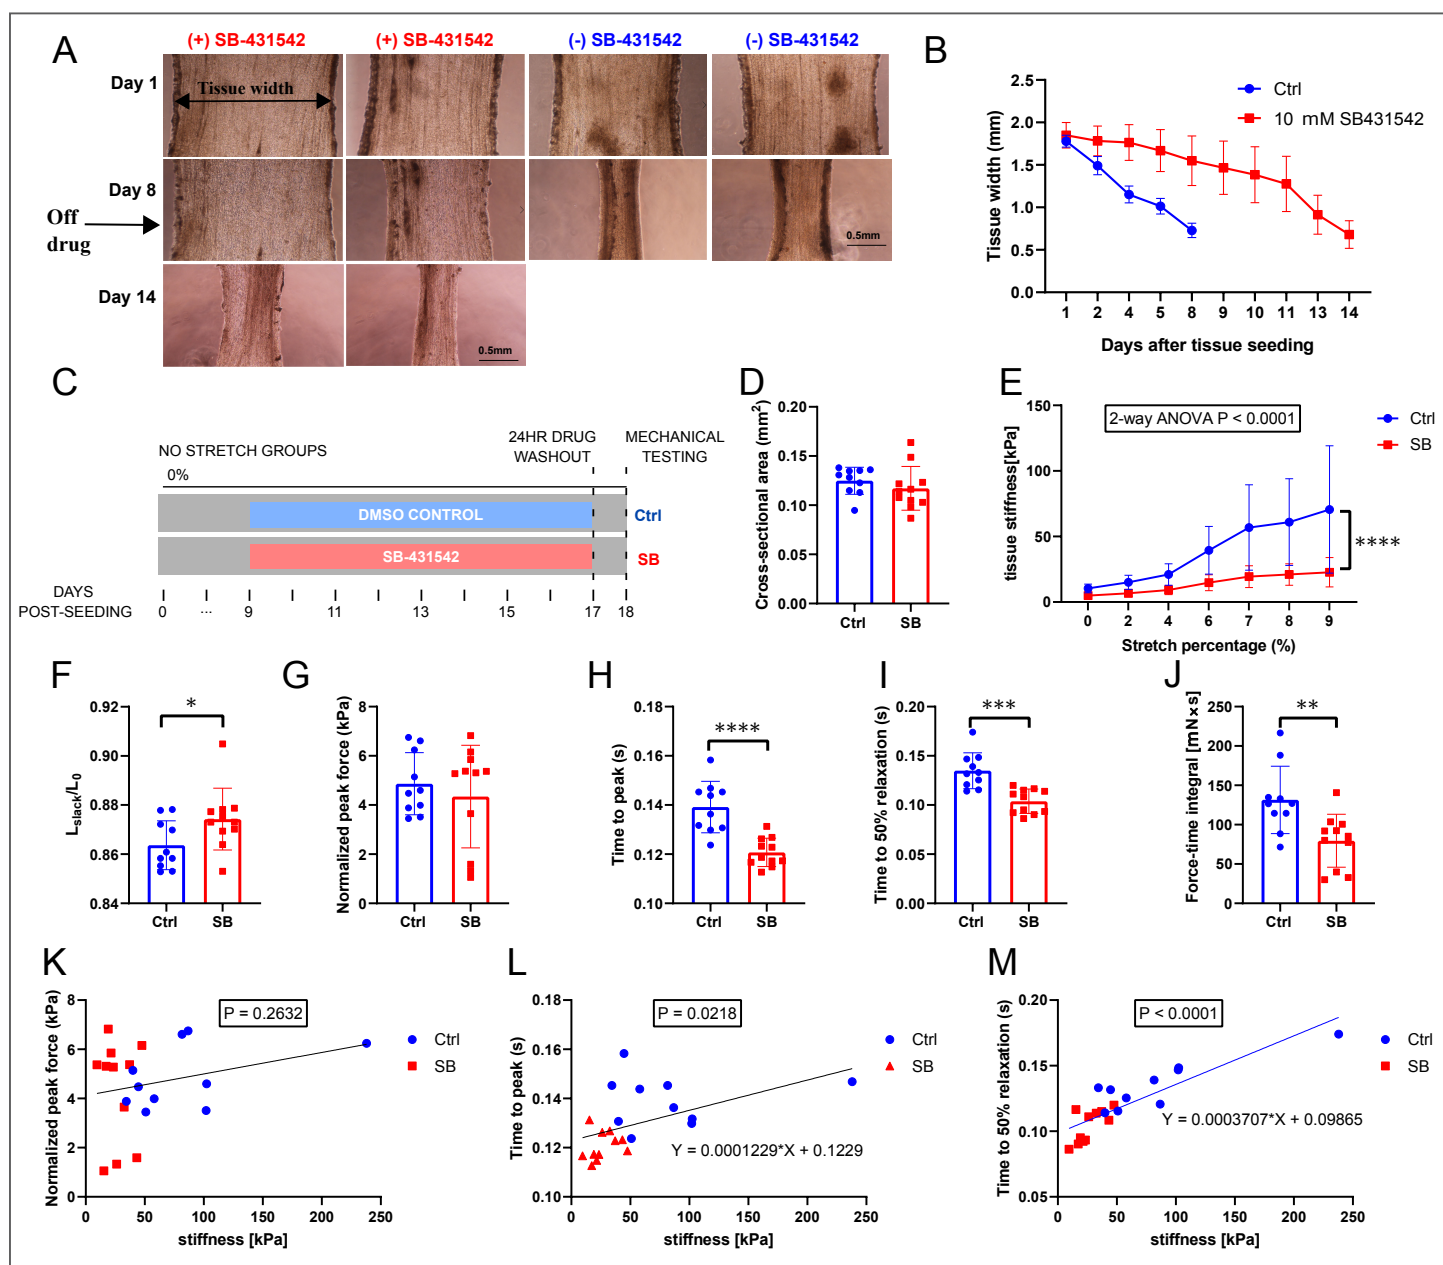 A
(+) SB-431542
(+) SB-431542
(-) SB-431542
(-) SB-431542
Day 1
Tissue width
Day 8
Off
drug
0.5mm
Day 14
0.5mm
B
Tissue width (mm)
2.5
2.0
1.5
1.0
0.5
0.0
Ctrl
10 mM SB431542
1 2 4 5 8 9 10 11 13 14
Days after tissue seeding
C
NO STRETCH GROUPS
24HR DRUG
WASHOUT
MECHANICAL
TESTING
0%
DMSO CONTROL
Ctrl
SB-431542
SB
DAYS
POST-SEEDING
0 ... 9 11 13 15 17 18
D
Cross-sectional area (mm²)
0.20
0.15
0.10
0.05
0.00
Ctrl SB
E
tissue stiffness[kPa]
150
100
50
0
2-way ANOVA P < 0.0001
Ctrl
SB
****
0 2 4 6 7 8 9
Stretch percentage (%)
F
L_slack/L_0
0.92
0.90
0.88
0.86
0.84
*
Ctrl SB
G
Normalized peak force (kPa)
8
6
4
2
0
Ctrl SB
H
Time to peak (s)
0.18
0.16
0.14
0.12
0.10
****
Ctrl SB
I
Time to 50% relaxation (s)
0.20
0.15
0.10
0.05
0.00
***
Ctrl SB
J
Force-time integral [mN×s]
250
200
150
100
50
0
**
Ctrl SB
K
Normalized peak force (kPa)
8
6
4
2
0
P = 0.2632
Ctrl
SB
0 50 100 150 200 250
stiffness [kPa]
L
Time to peak (s)
0.18
0.16
0.14
0.12
0.10
P = 0.0218
Ctrl
SB
Y = 0.0001229*X + 0.1229
0 50 100 150 200 250
stiffness [kPa]
M
Time to 50% relaxation (s)
0.20
0.15
0.10
0.05
P < 0.0001
Ctrl
SB
Y = 0.0003707*X + 0.09865
0 50 100 150 200 250
stiffness [kPa]